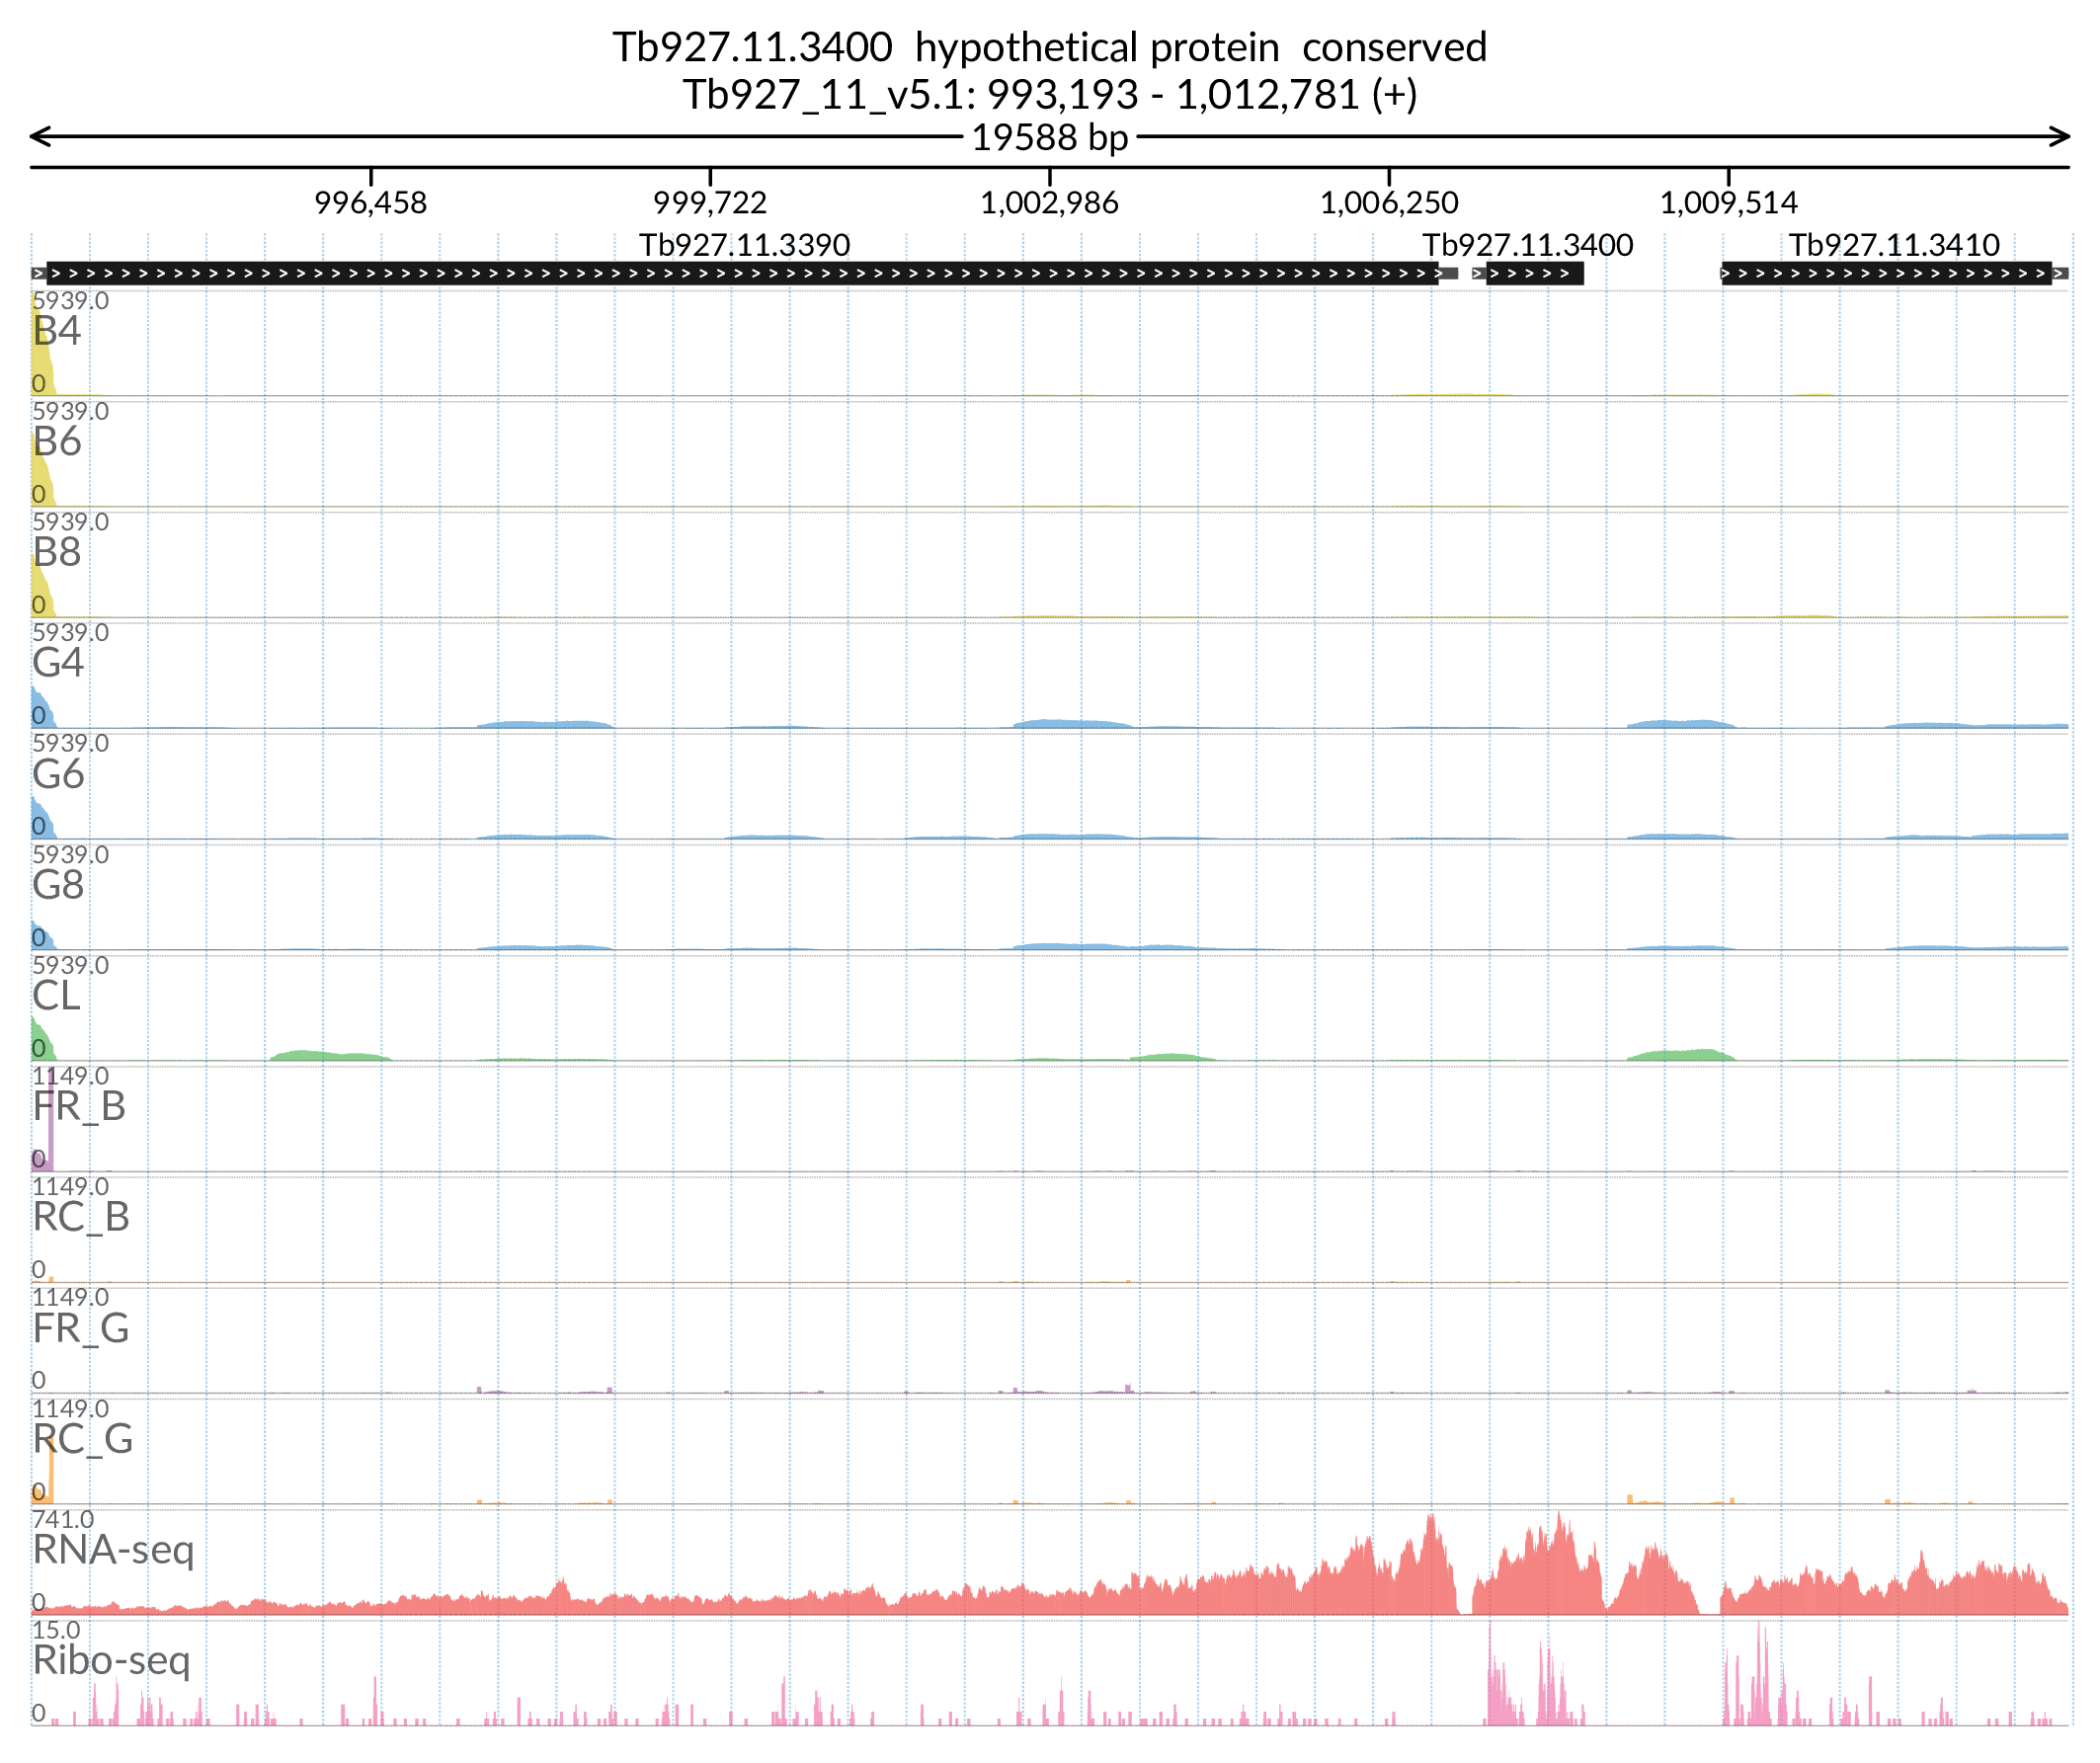 Tb927.11.3400  hypothetical protein  conserved
Tb927_11_v5.1: 993,193 - 1,012,781 (+)
19588 bp
996,458 999,722 1,002,986 1,006,250 1,009,514
Tb927.11.3390 Tb927.11.3400 Tb927.11.3410
5939.0
B4
0
5939.0
B6
0
5939.0
B8
0
5939.0
G4
0
5939.0
G6
0
5939.0
G8
0
5939.0
CL
0
1149.0
FR_B
0
1149.0
RC_B
0
1149.0
FR_G
0
1149.0
RC_G
0
741.0
RNA-seq
0
15.0
Ribo-seq
0